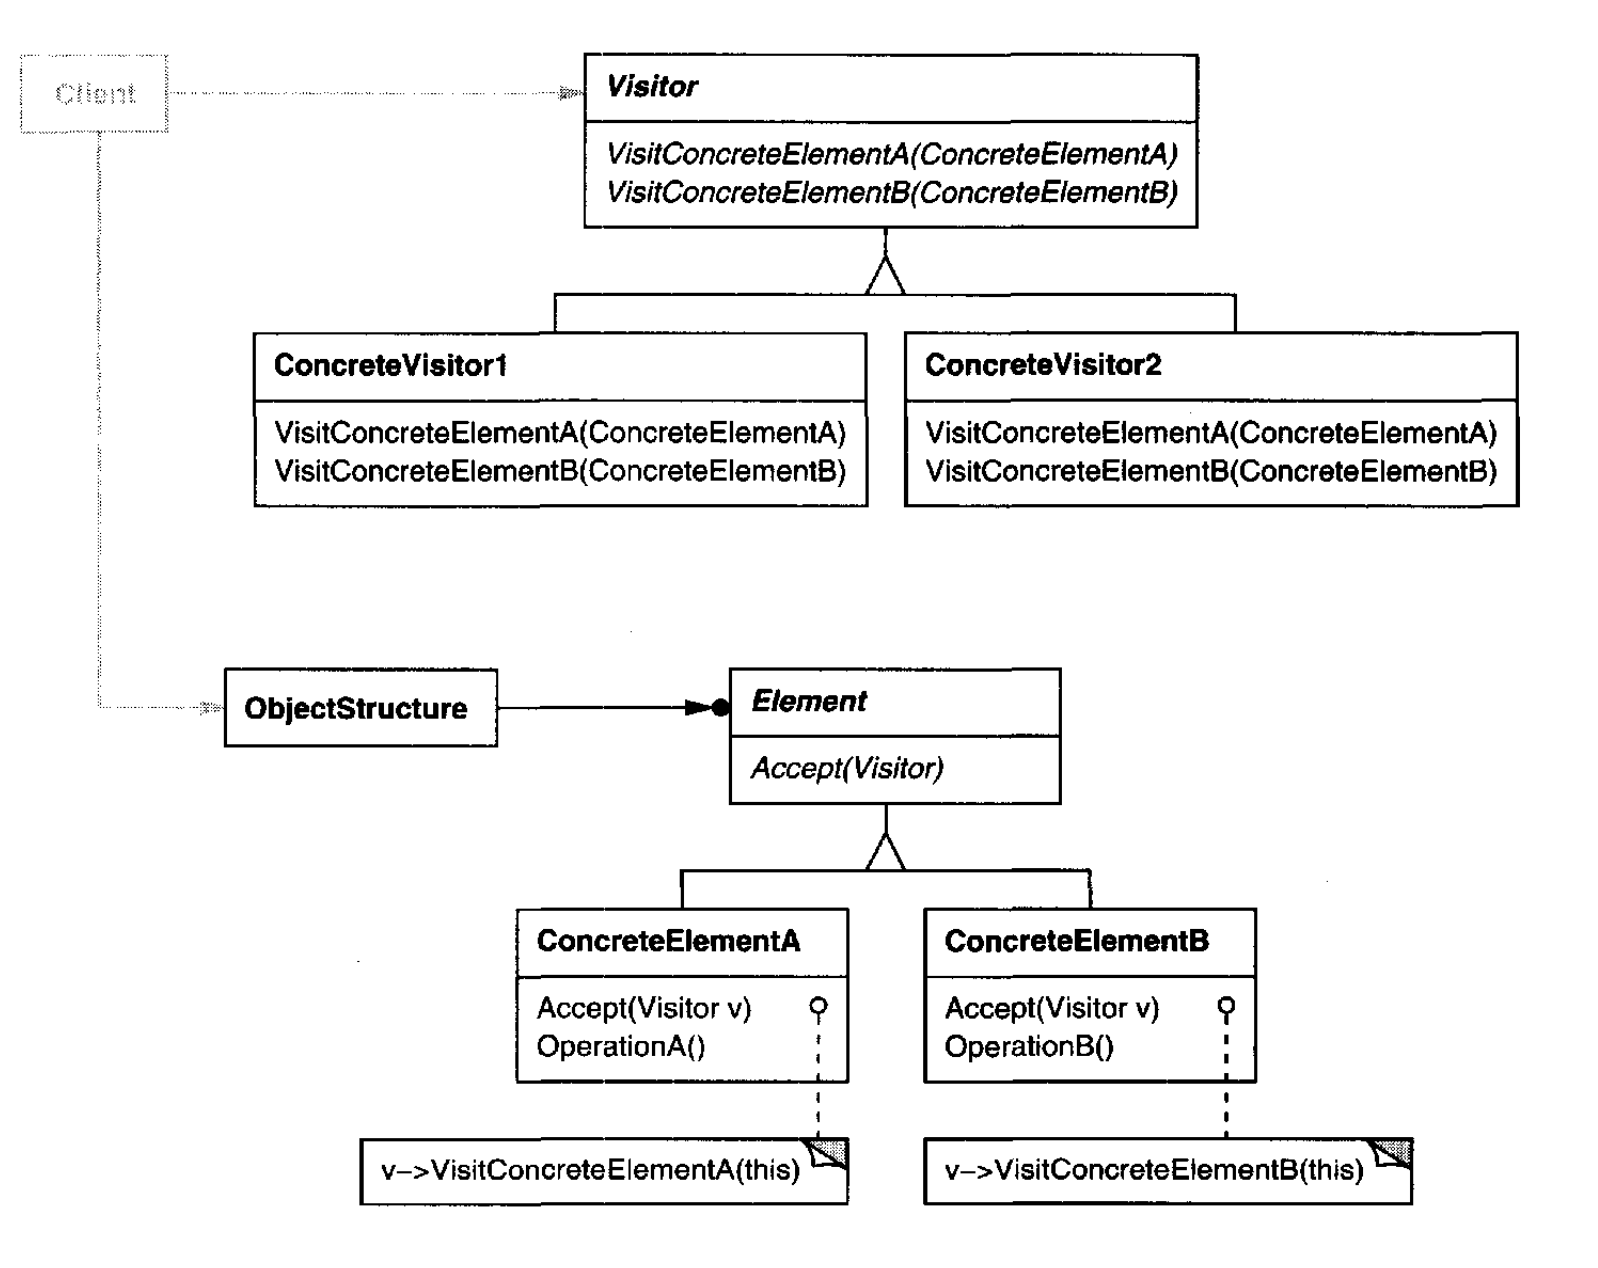 Client
Visitor
VisitConcreteElementA(ConcreteElementA)
VisitConcreteElementB(ConcreteElementB)
ConcreteVisitor1
VisitConcreteElementA(ConcreteElementA)
VisitConcreteElementB(ConcreteElementB)
ConcreteVisitor2
VisitConcreteElementA(ConcreteElementA)
VisitConcreteElementB(ConcreteElementB)
ObjectStructure
Element
Accept(Visitor)
ConcreteElementA
Accept(Visitor v)
OperationA()
ConcreteElementB
Accept(Visitor v)
OperationB()
v–>VisitConcreteElementA(this)
v–>VisitConcreteElementB(this)